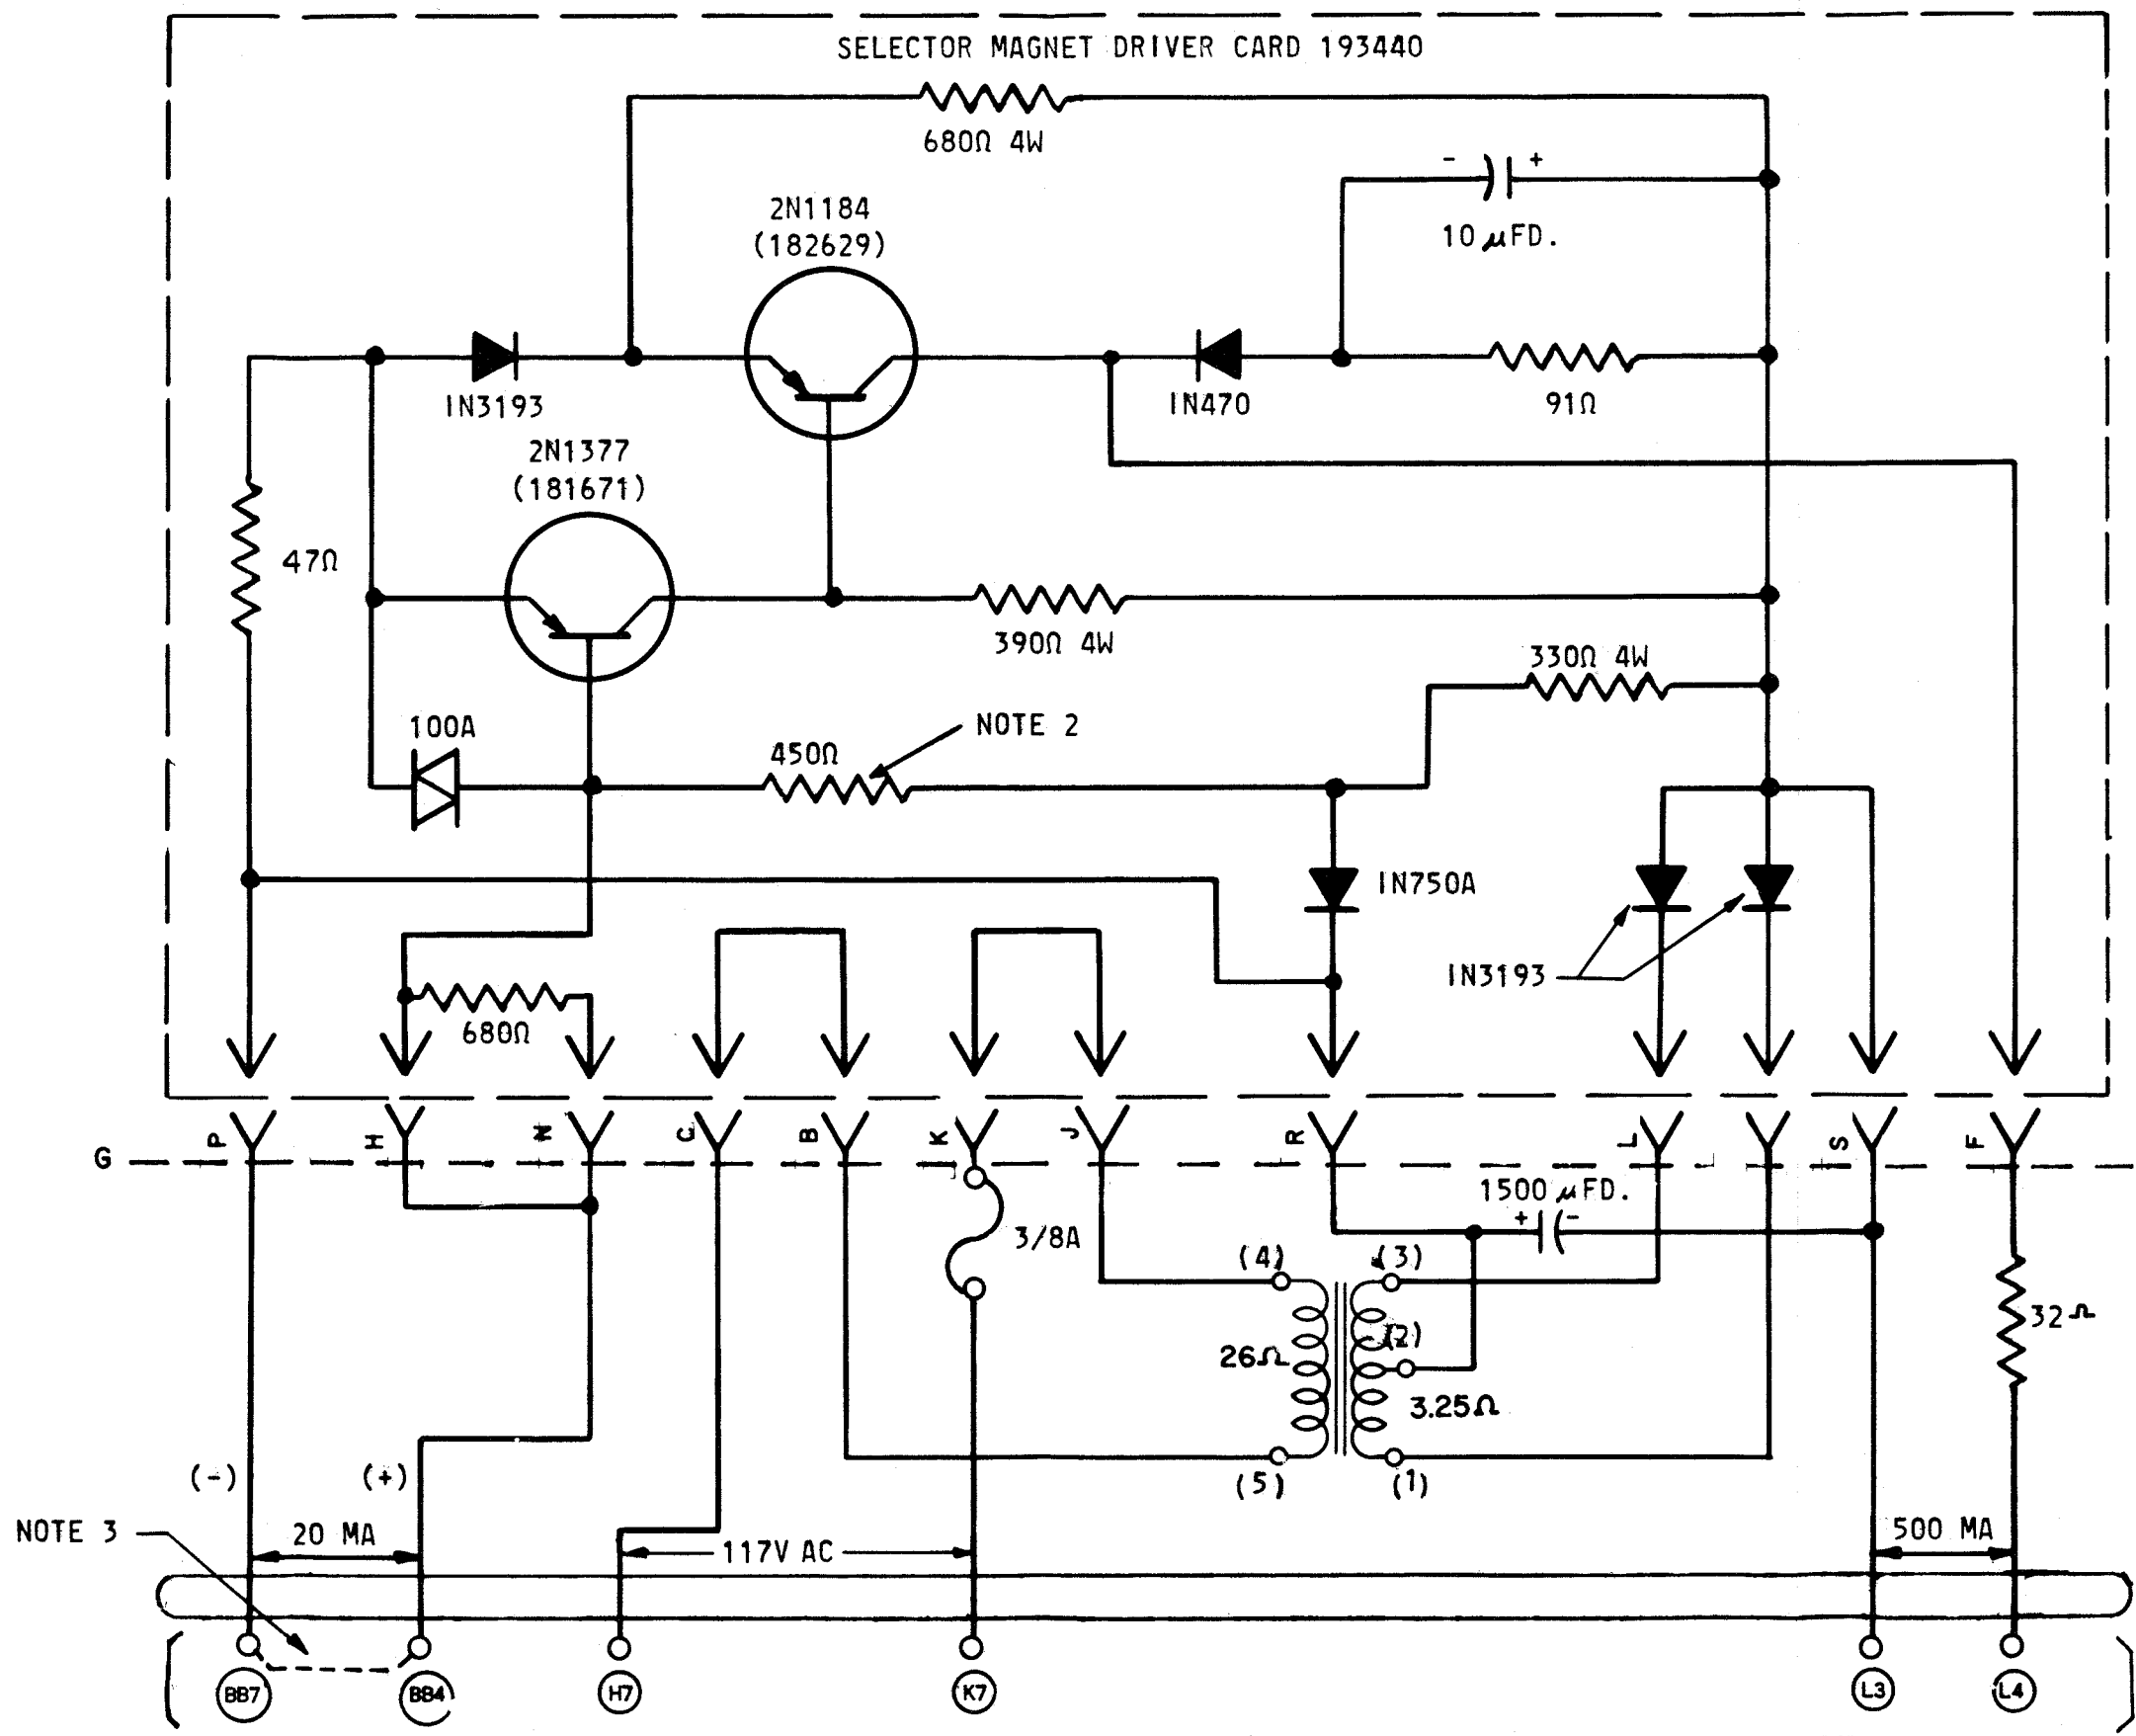 SELECTOR MAGNET DRIVER CARD 193440
680Ω 4W
- +
10 µFD.
2N1184
(182629)
IN3193
IN470
91Ω
2N1377
(181671)
47Ω
390Ω 4W
330Ω 4W
100A
450Ω
NOTE 2
IN750A
IN3193
680Ω
P
H
N
C
B
K
J
R
L
S
F
G
1500 µFD.
+ -
3/8A
(4)
(3)
(2)
26Ω
3.25Ω
(5)
(1)
32Ω
(-)
(+)
NOTE 3
20 MA
117V AC
500 MA
BB7
BB4
H7
K7
L3
L4